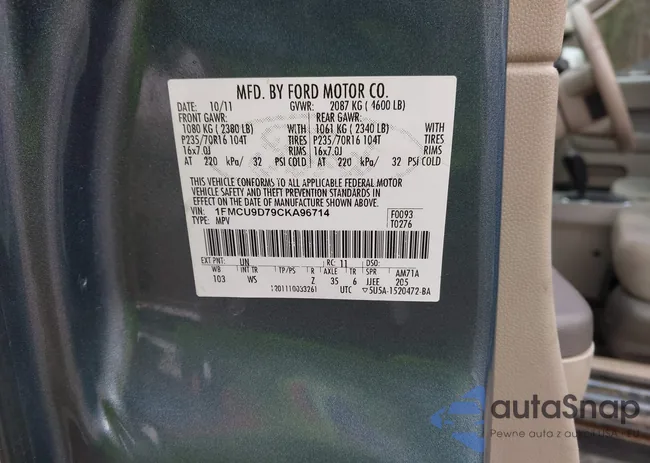 MFD. BY FORD MOTOR CO.
DATE: 10/11 GVWR: 2087 KG ( 4600 LB)
FRONT GAWR: REAR GAWR:
1080 KG ( 2380 LB) WITH 1061 KG ( 2340 LB) WITH
P235/70R16 104T TIRES P235/70R16 104T TIRES
16x7.0J RIMS 16x7.0J RIMS
AT 220 kPa/ 32 PSI COLD AT 220 kPa/ 32 PSI COLD
THIS VEHICLE CONFORMS TO ALL APPLICABLE FEDERAL MOTOR
VEHICLE SAFETY AND THEFT PREVENTION STANDARDS IN
EFFECT ON THE DATE OF MANUFACTURE SHOWN ABOVE.
VIN: 1FMCU9D79CKA96714 F0093
TYPE: MPV T0276
EXT PNT: UN RC: 11 DSO:
WB INT TR TP/PS R AXLE TR SPR AM71A
103 WS Z 35 6 JJEE 205
120111003326 UTC ▽5U5A-1520472-BA
autaSnap
Pewne auta z